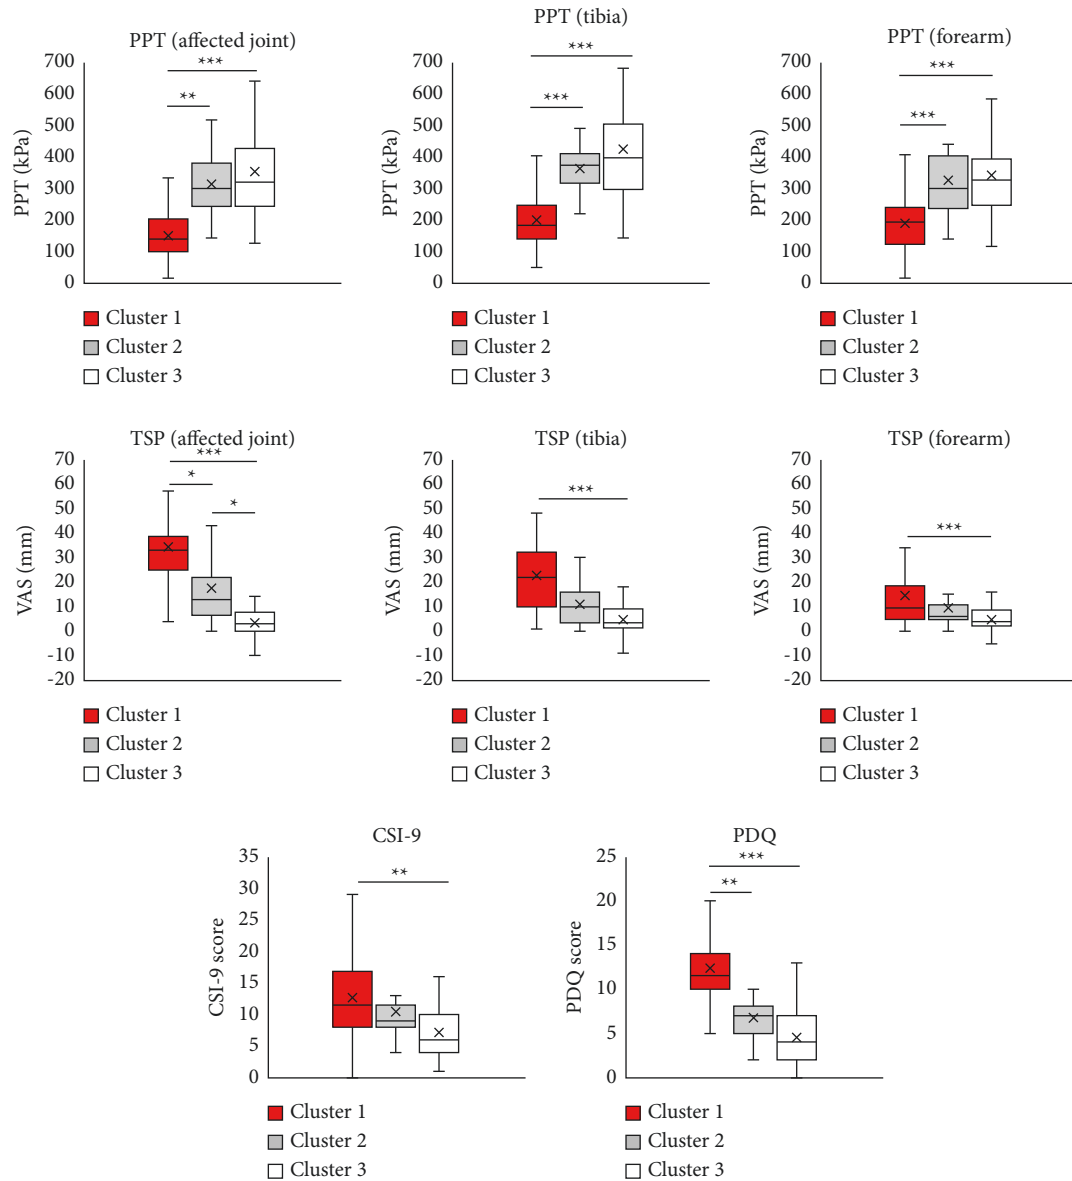 PPT (affected joint)
PPT (kPa)
700
600
500
400
300
200
100
0
***
**
Cluster 1
Cluster 2
Cluster 3
PPT (tibia)
PPT (kPa)
700
600
500
400
300
200
100
0
***
***
Cluster 1
Cluster 2
Cluster 3
PPT (forearm)
PPT (kPa)
700
600
500
400
300
200
100
0
***
***
Cluster 1
Cluster 2
Cluster 3
TSP (affected joint)
VAS (mm)
70
60
50
40
30
20
10
0
-10
-20
***
*
*
Cluster 1
Cluster 2
Cluster 3
TSP (tibia)
VAS (mm)
70
60
50
40
30
20
10
0
-10
-20
***
Cluster 1
Cluster 2
Cluster 3
TSP (forearm)
VAS (mm)
70
60
50
40
30
20
10
0
-10
-20
***
Cluster 1
Cluster 2
Cluster 3
CSI-9
CSI-9 score
35
30
25
20
15
10
5
0
**
Cluster 1
Cluster 2
Cluster 3
PDQ
PDQ score
25
20
15
10
5
0
***
**
Cluster 1
Cluster 2
Cluster 3